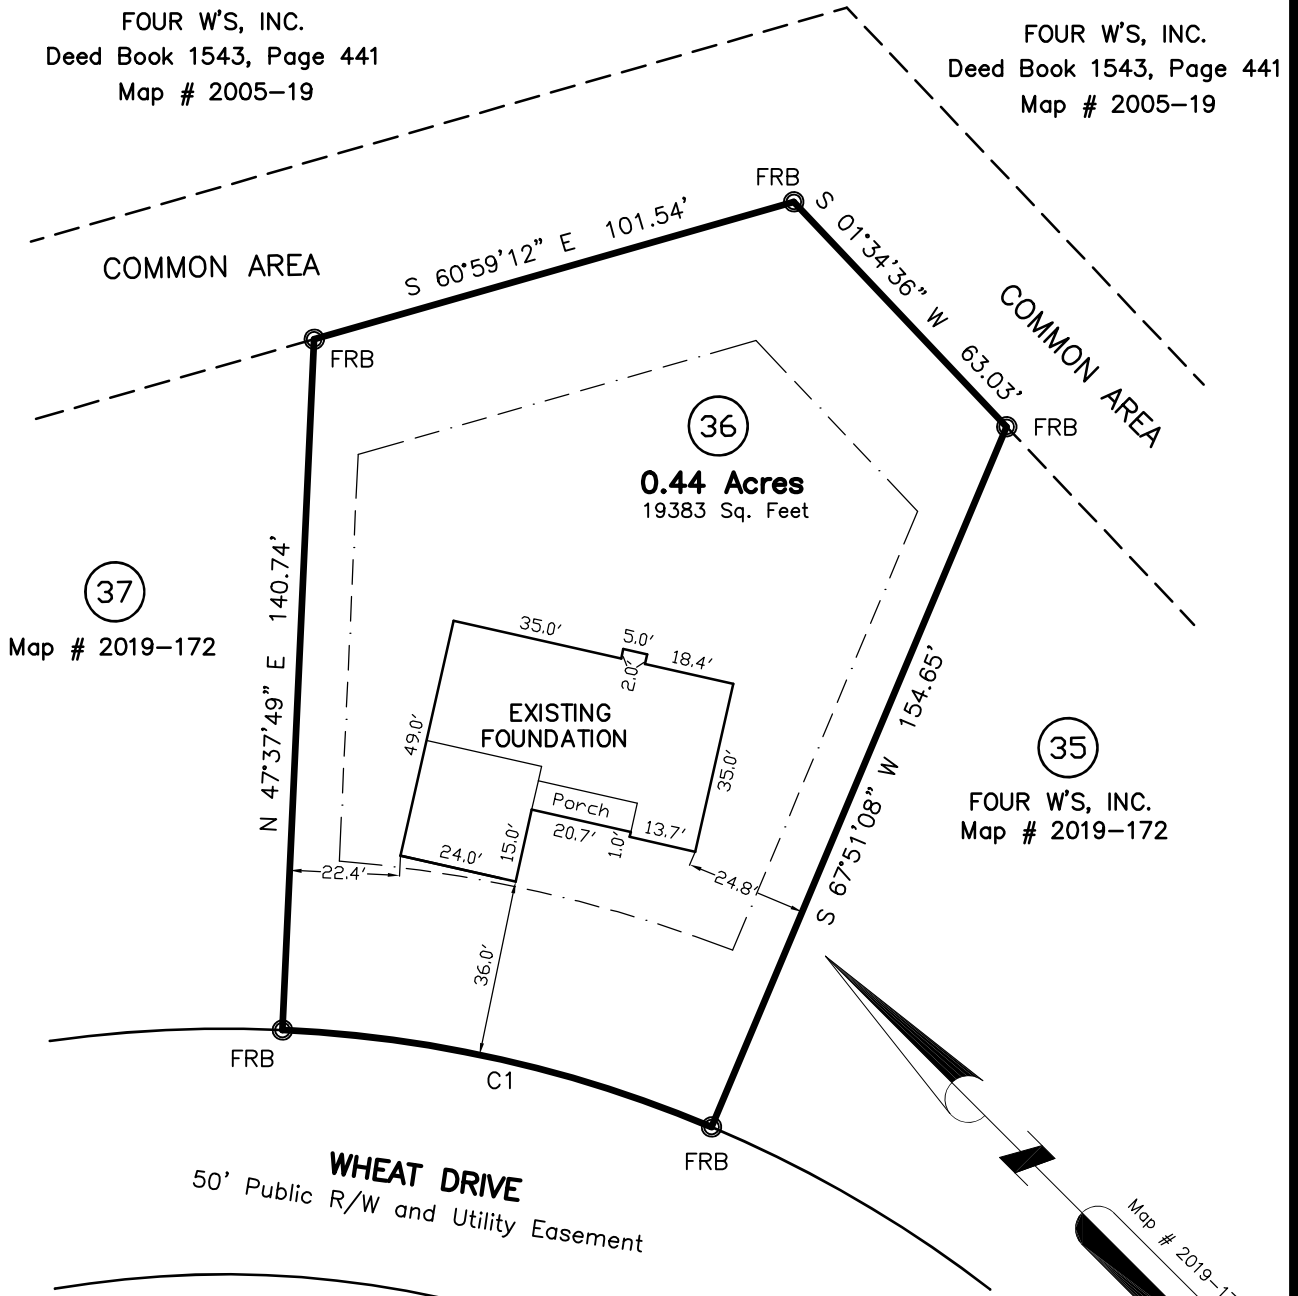 FOUR W'S, INC.
Deed Book 1543, Page 441
Map # 2005-19
FOUR W'S, INC.
Deed Book 1543, Page 441
Map # 2005-19
FRB
S 60°59'12" E 101.54'
S 01°34'36" W 63.03'
COMMON AREA
COMMON AREA
FRB
FRB
36
0.44 Acres
19383 Sq. Feet
N 47°37'49" E 140.74'
37
Map # 2019-172
35.0'
5.0'
18.4'
2.0'
EXISTING
FOUNDATION
49.0'
35.0'
Porch
20.7'
1.0'
13.7'
15.0'
24.0'
22.4'
24.8'
S 67°51'08" W 154.65'
35
FOUR W'S, INC.
Map # 2019-172
36.0'
FRB
C1
FRB
WHEAT DRIVE
50' Public R/W and Utility Easement
N
Map #